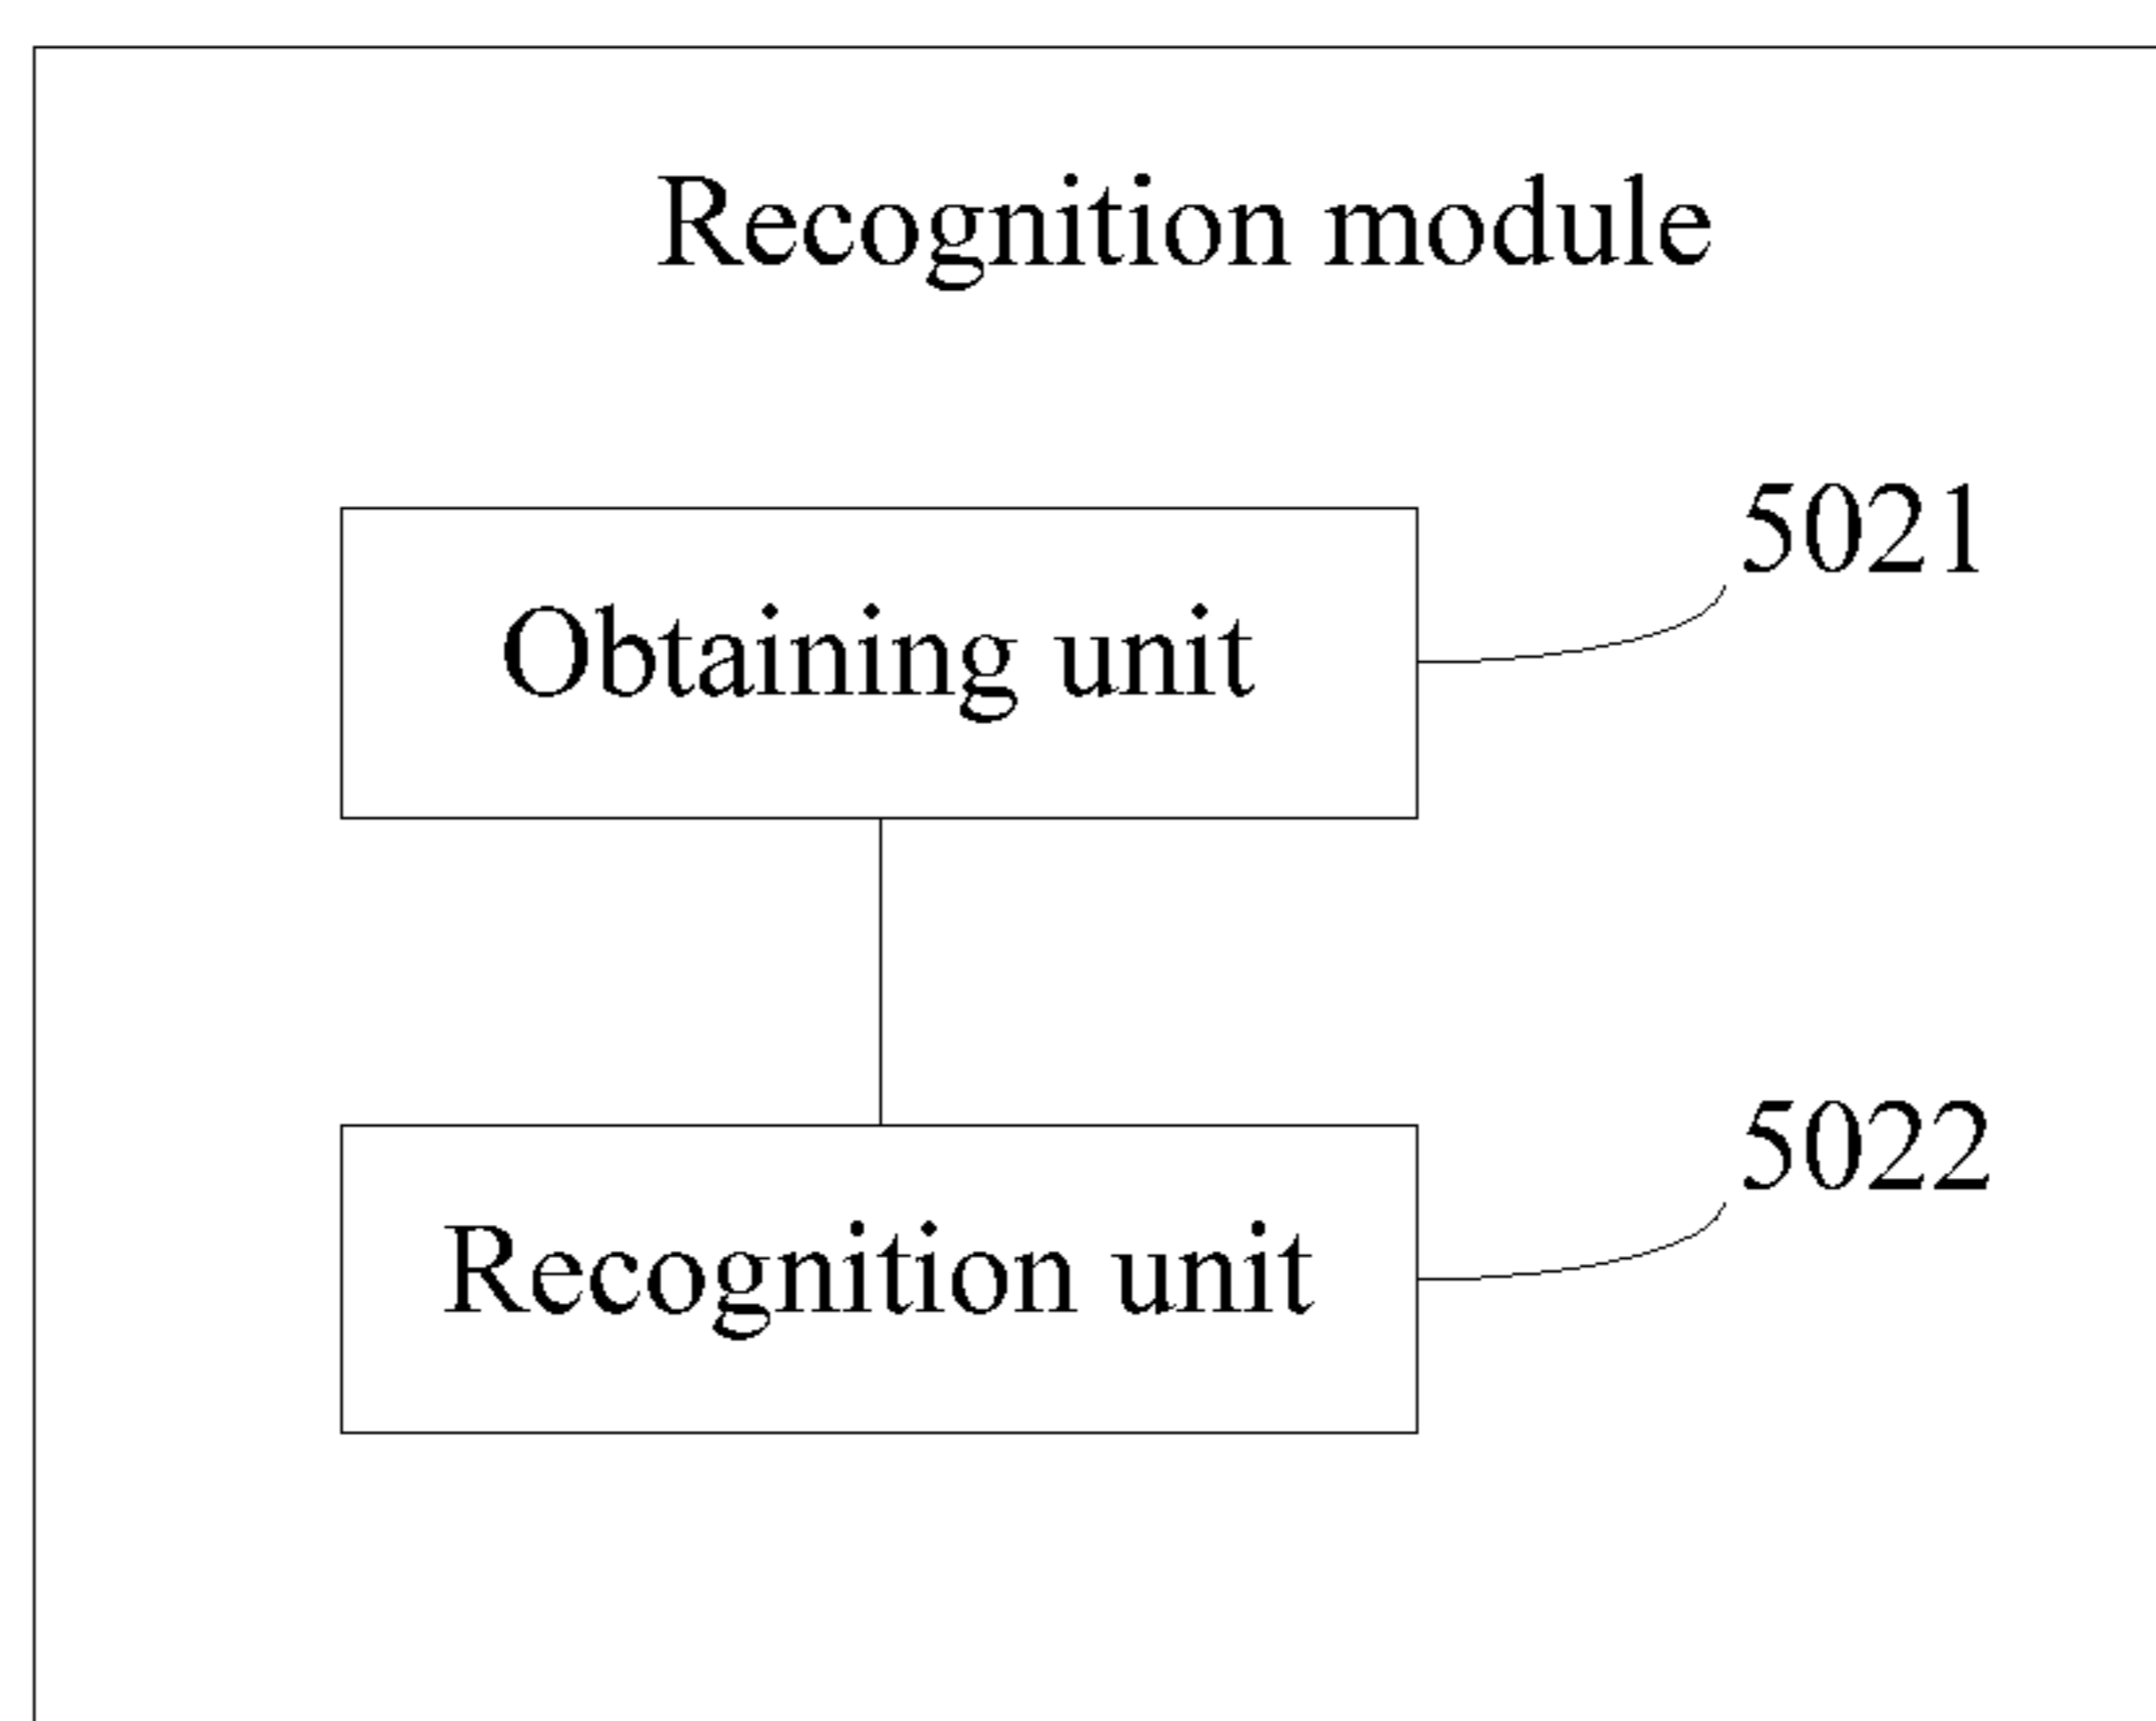 Recognition module
5021
Obtaining unit
5022
Recognition unit